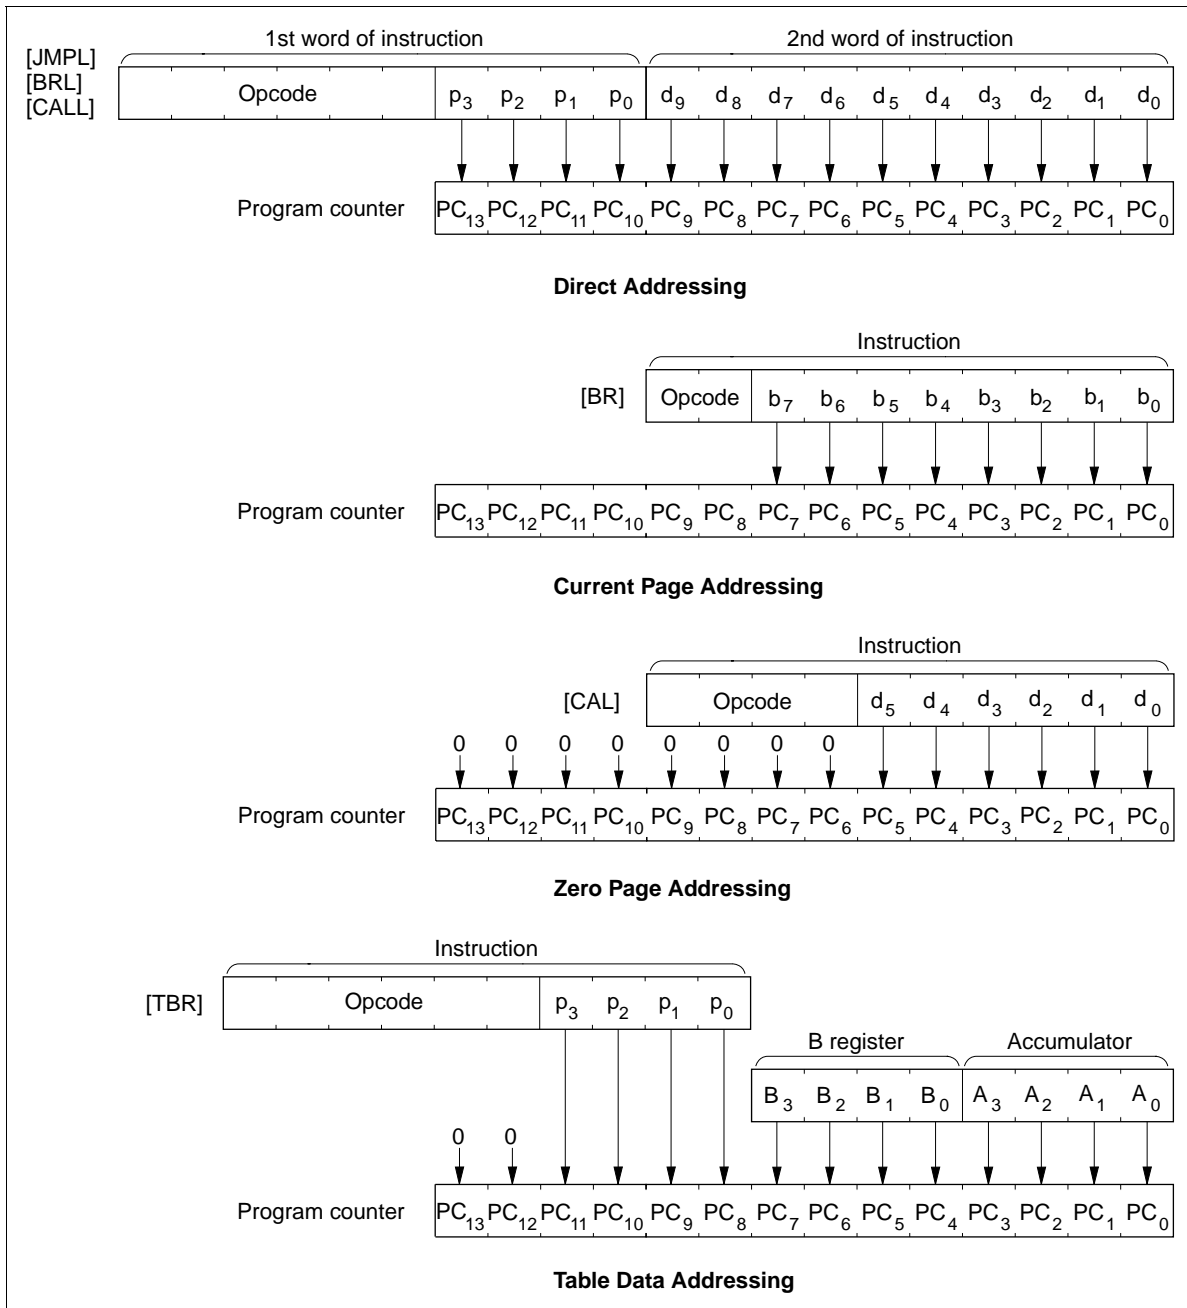 1st word of instruction 2nd word of instruction
[JMPL]
[BRL]
[CALL]
Opcode p3 p2 p1 p0 d9 d8 d7 d6 d5 d4 d3 d2 d1 d0
Program counter PC13 PC12 PC11 PC10 PC9 PC8 PC7 PC6 PC5 PC4 PC3 PC2 PC1 PC0
Direct Addressing
Instruction
[BR] Opcode b7 b6 b5 b4 b3 b2 b1 b0
Program counter PC13 PC12 PC11 PC10 PC9 PC8 PC7 PC6 PC5 PC4 PC3 PC2 PC1 PC0
Current Page Addressing
Instruction
[CAL] Opcode d5 d4 d3 d2 d1 d0
0 0 0 0 0 0 0 0
Program counter PC13 PC12 PC11 PC10 PC9 PC8 PC7 PC6 PC5 PC4 PC3 PC2 PC1 PC0
Zero Page Addressing
Instruction
[TBR] Opcode p3 p2 p1 p0
B register Accumulator
B3 B2 B1 B0 A3 A2 A1 A0
0 0
Program counter PC13 PC12 PC11 PC10 PC9 PC8 PC7 PC6 PC5 PC4 PC3 PC2 PC1 PC0
Table Data Addressing